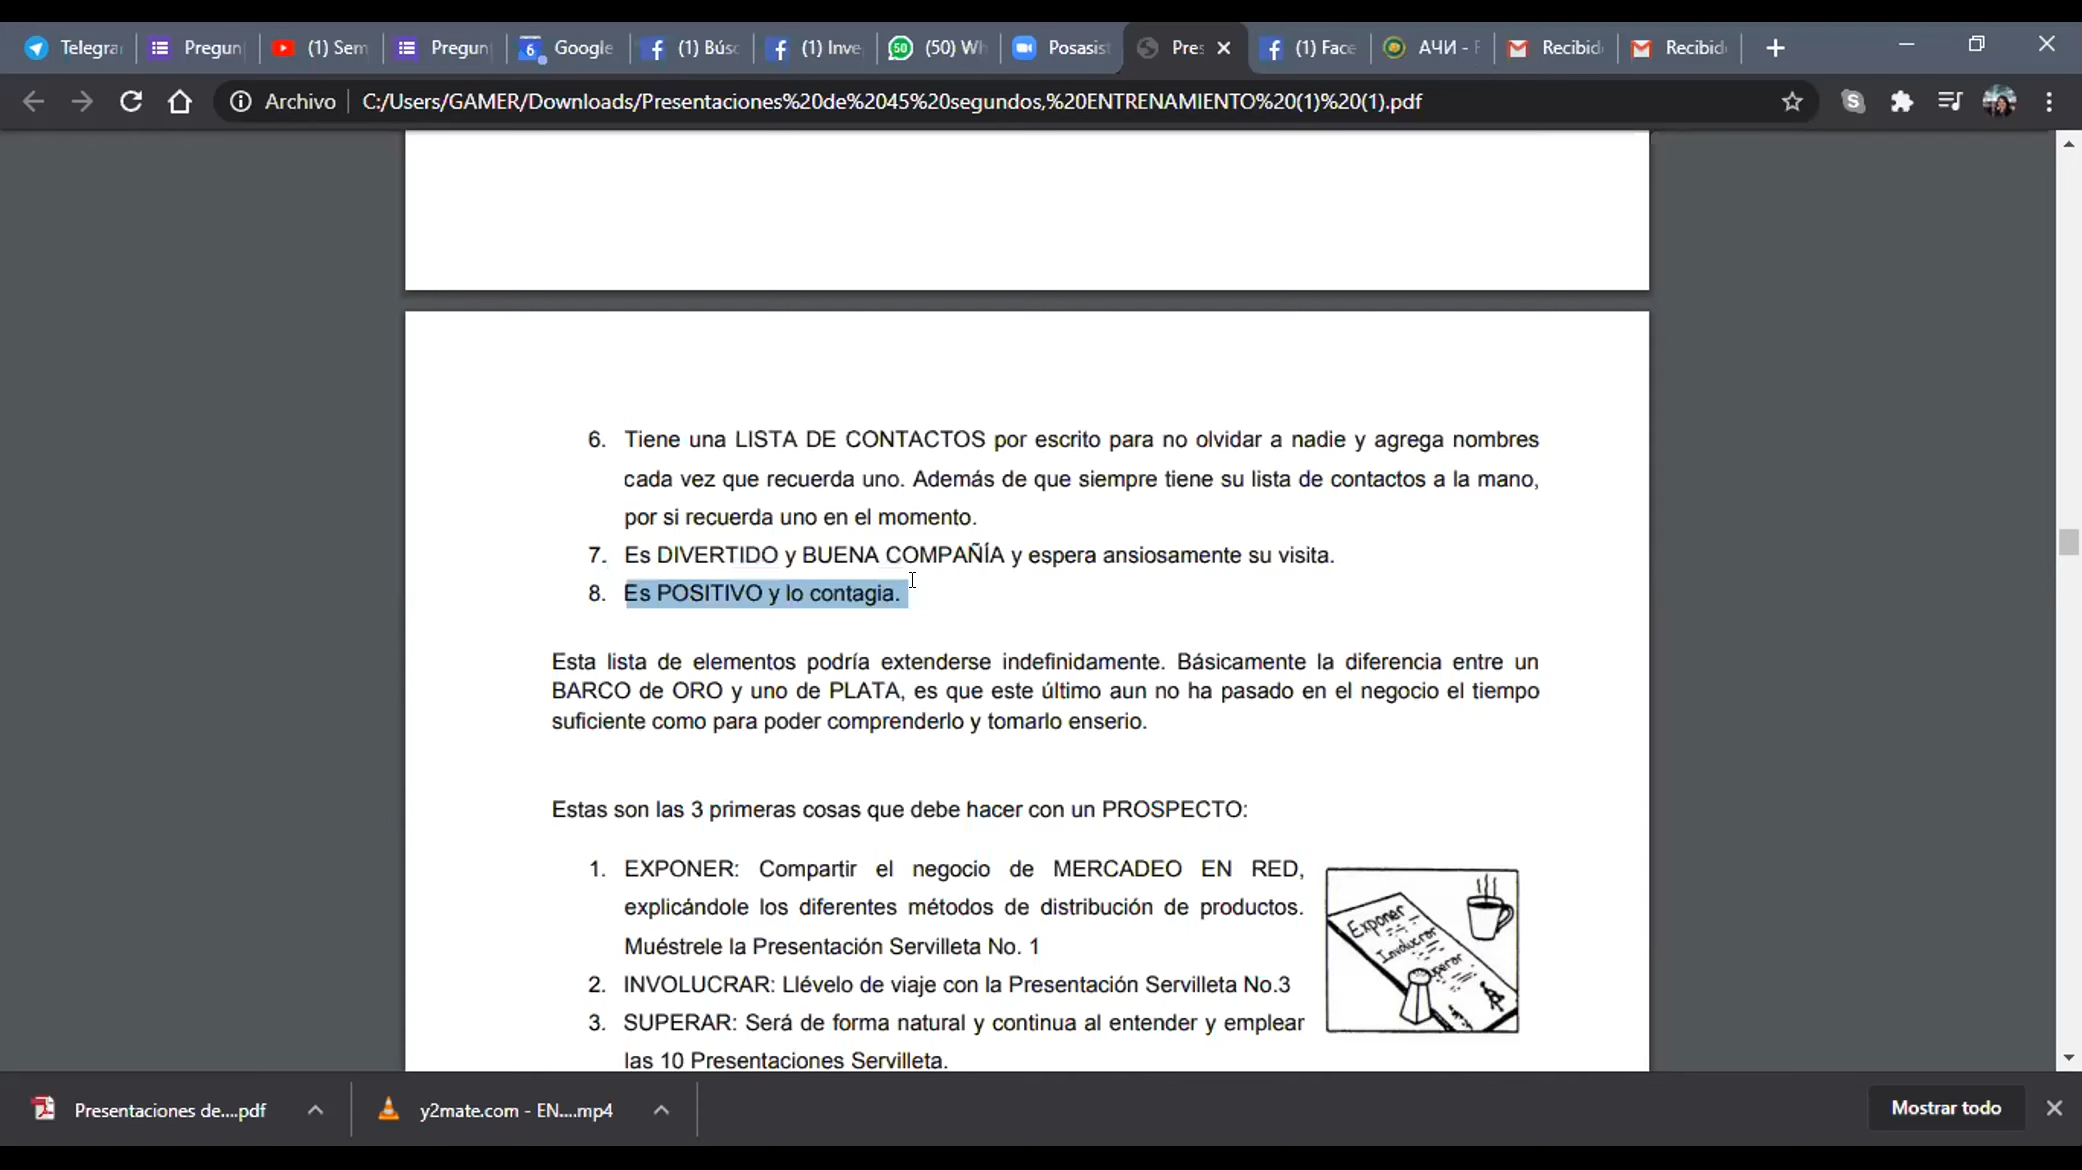 Telegra
Pregun
(1) Sem
Pregun
6
Google
(1) Búsc
(1) Inve
50
(50) Wh
Posasist
Pres
(1) Face
АЧИ - F
Recibid
Recibid
Archivo
C:/Users/GAMER/Downloads/Presentaciones%20de%2045%20segundos,%20ENTRENAMIENTO%20(1)%20(1).pdf
6. Tiene una LISTA DE CONTACTOS por escrito para no olvidar a nadie y agrega nombres
cada vez que recuerda uno. Además de que siempre tiene su lista de contactos a la mano,
por si recuerda uno en el momento.
7. Es DIVERTIDO y BUENA COMPAÑÍA y espera ansiosamente su visita.
8. Es POSITIVO y lo contagia.
Esta lista de elementos podría extenderse indefinidamente. Básicamente la diferencia entre un
BARCO de ORO y uno de PLATA, es que este último aun no ha pasado en el negocio el tiempo
suficiente como para poder comprenderlo y tomarlo enserio.
Estas son las 3 primeras cosas que debe hacer con un PROSPECTO:
1. EXPONER: Compartir el negocio de MERCADEO EN RED,
explicándole los diferentes métodos de distribución de productos.
Muéstrele la Presentación Servilleta No. 1
2. INVOLUCRAR: Llévelo de viaje con la Presentación Servilleta No.3
3. SUPERAR: Será de forma natural y continua al entender y emplear
las 10 Presentaciones Servilleta.
Exponer
Involucrar
Superar
Presentaciones de....pdf
y2mate.com - EN....mp4
Mostrar todo